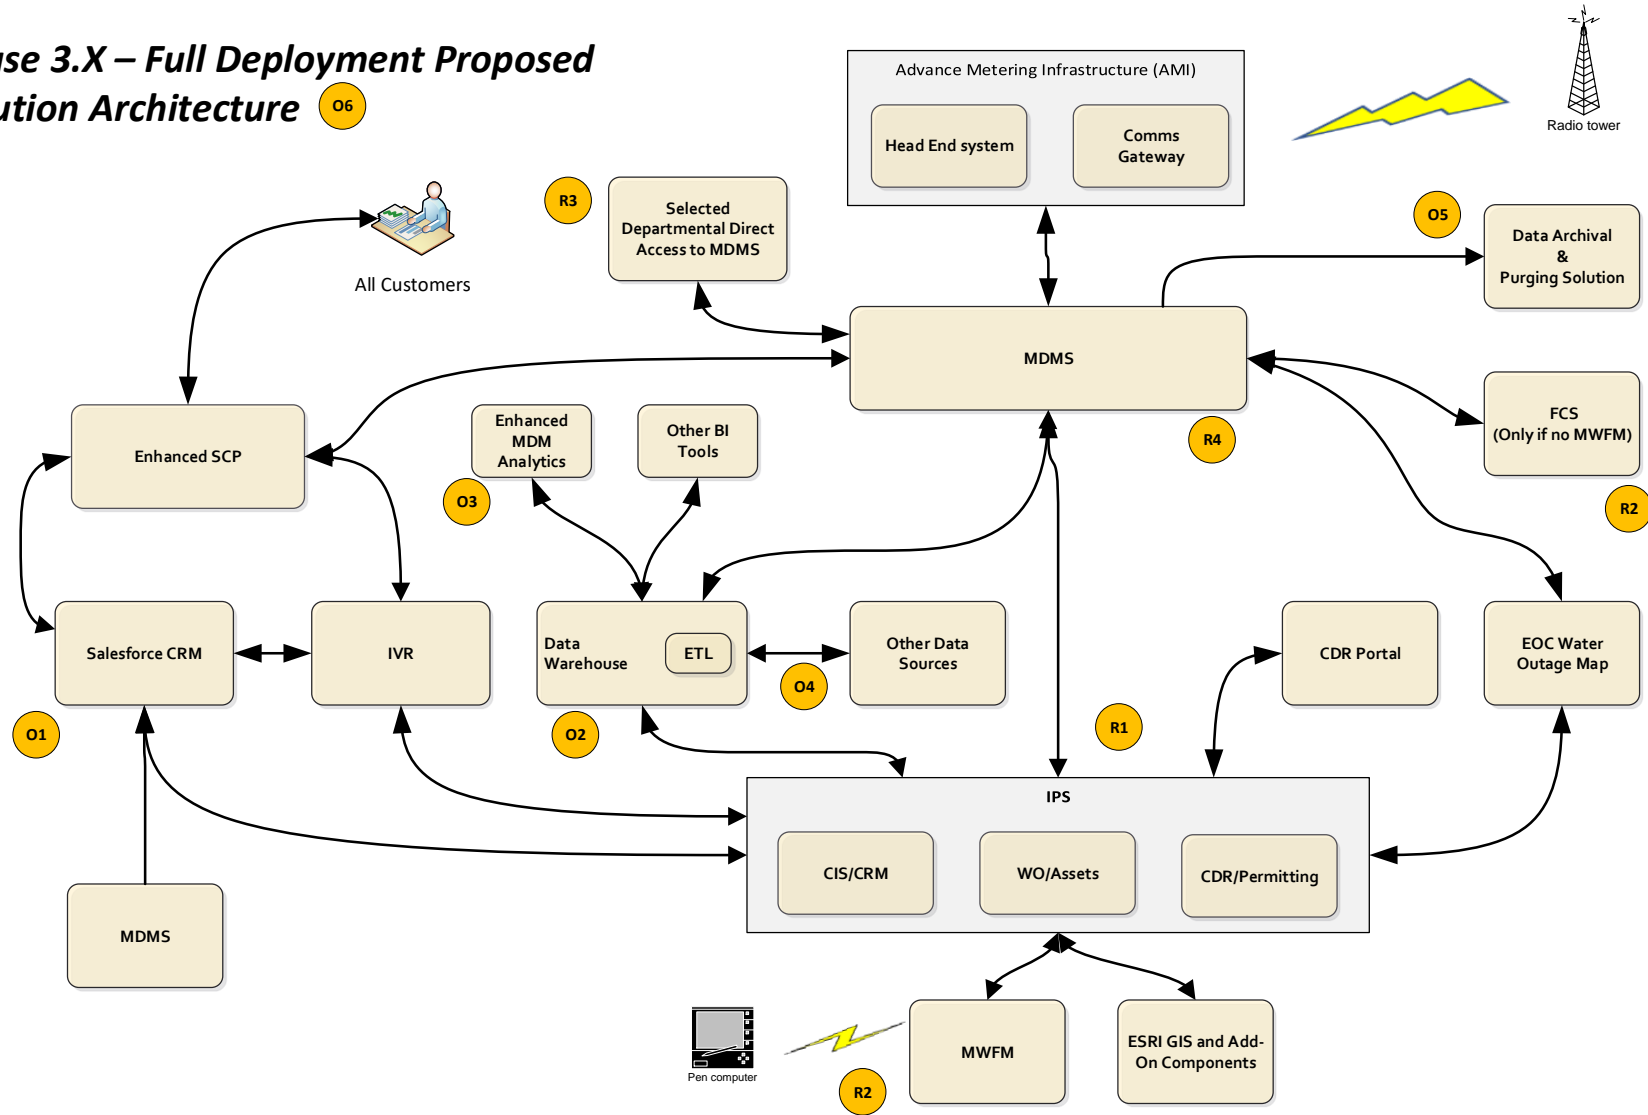 se 3.X – Full Deployment Proposed
ution Architecture
O6
Advance Metering Infrastructure (AMI)
Head End system
Comms
Gateway
Radio tower
R3
Selected
Departmental Direct
Access to MDMS
O5
Data Archival
&
Purging Solution
All Customers
MDMS
R4
FCS
(Only if no MWFM)
R2
Enhanced SCP
Enhanced
MDM
Analytics
Other BI
Tools
O3
Salesforce CRM
IVR
Data
Warehouse
ETL
Other Data
Sources
CDR Portal
EOC Water
Outage Map
O4
O1
O2
R1
IPS
CIS/CRM
WO/Assets
CDR/Permitting
MDMS
MWFM
ESRI GIS and Add-
On Components
Pen computer
R2